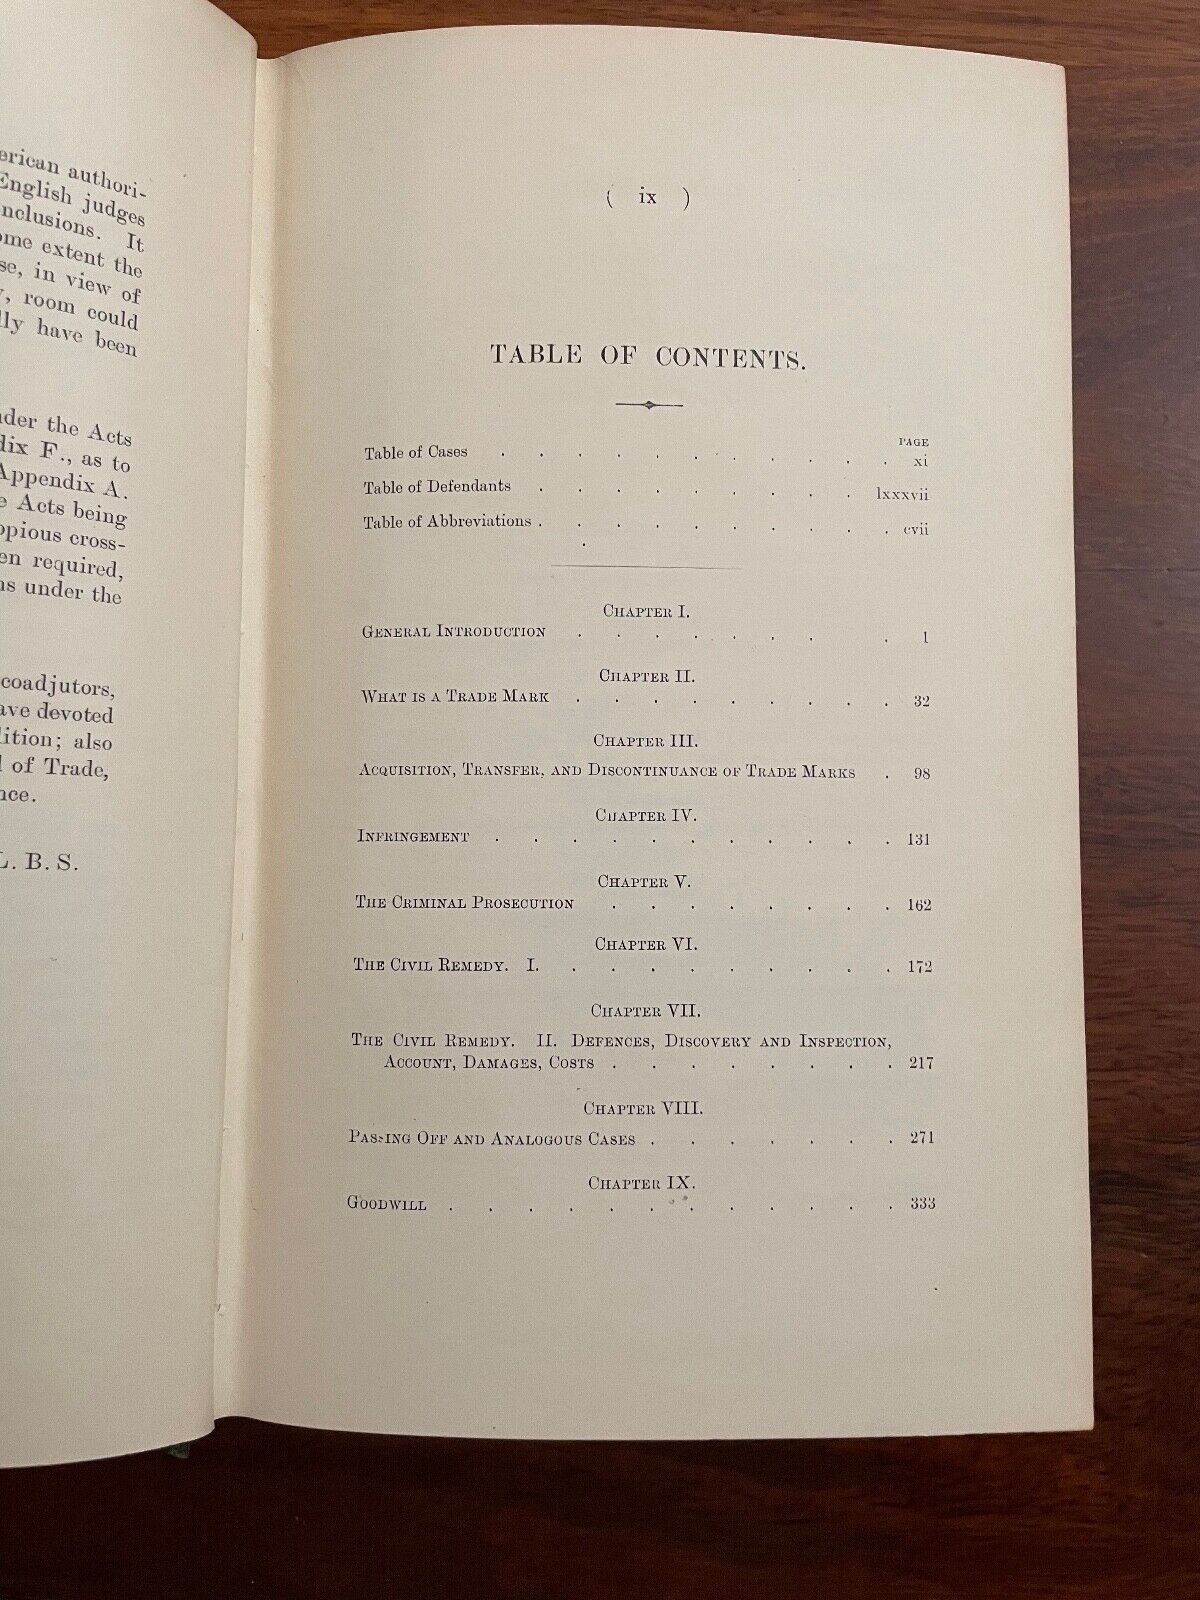 erican authori-
English judges
nclusions. It
ome extent the
se, in view of
, room could
lly have been
der the Acts
dix F., as to
Appendix A.
e Acts being
opious cross-
en required,
ns under the
coadjutors,
ave devoted
lition; also
l of Trade,
nce.
L. B. S.
( ix )
TABLE OF CONTENTS.
PAGE
Table of Cases . . . . . . . . . . . xi
Table of Defendants . . . . . . . . . lxxxvii
Table of Abbreviations . . . . . . . . . . cvii
CHAPTER I.
GENERAL INTRODUCTION . . . . . . . . 1
CHAPTER II.
WHAT IS A TRADE MARK . . . . . . . . . 32
CHAPTER III.
ACQUISITION, TRANSFER, AND DISCONTINUANCE OF TRADE MARKS . 98
CHAPTER IV.
INFRINGEMENT . . . . . . . . . . . 131
CHAPTER V.
THE CRIMINAL PROSECUTION . . . . . . . . 162
CHAPTER VI.
THE CIVIL REMEDY. I. . . . . . . . . . 172
CHAPTER VII.
THE CIVIL REMEDY. II. DEFENCES, DISCOVERY AND INSPECTION,
ACCOUNT, DAMAGES, COSTS . . . . . . . . 217
CHAPTER VIII.
PASSING OFF AND ANALOGOUS CASES . . . . . . . 271
CHAPTER IX.
GOODWILL . . . . . . . . . . . . 333